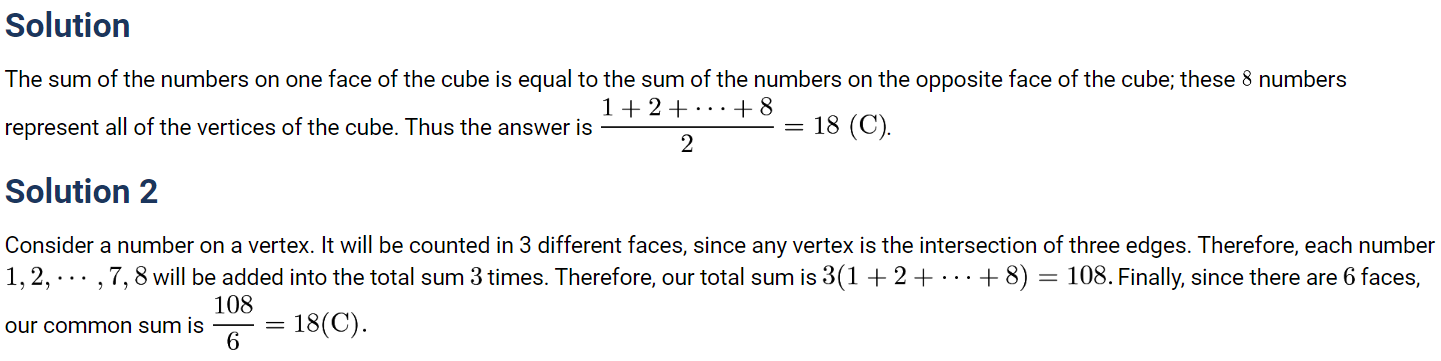 Solution
The sum of the numbers on one face of the cube is equal to the sum of the numbers on the opposite face of the cube; these 8 numbers
represent all of the vertices of the cube. Thus the answer is $\frac{1+2+\cdots+8}{2} = 18$ (C).
Solution 2
Consider a number on a vertex. It will be counted in 3 different faces, since any vertex is the intersection of three edges. Therefore, each number
$1, 2, \cdots, 7, 8$ will be added into the total sum 3 times. Therefore, our total sum is $3(1+2+\cdots+8) = 108.$ Finally, since there are 6 faces,
our common sum is $\frac{108}{6} = 18$(C).